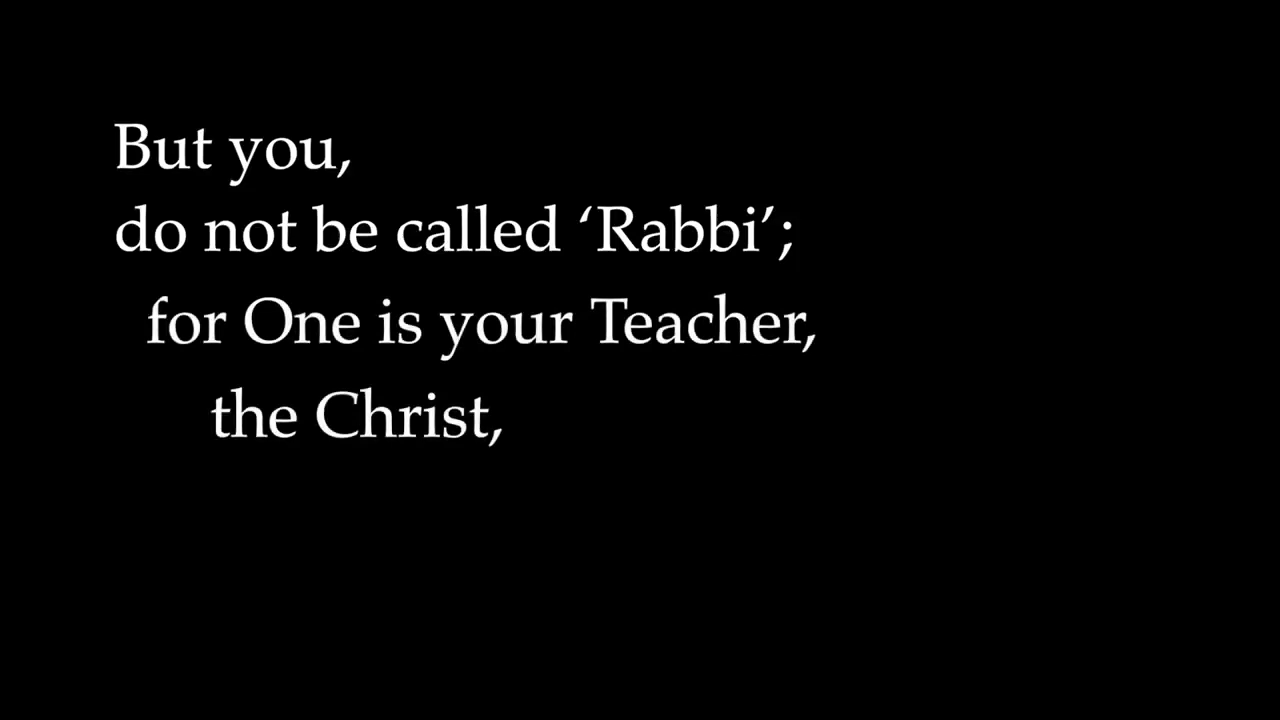 But you,
do not be called ‘Rabbi’;
for One is your Teacher,
the Christ,